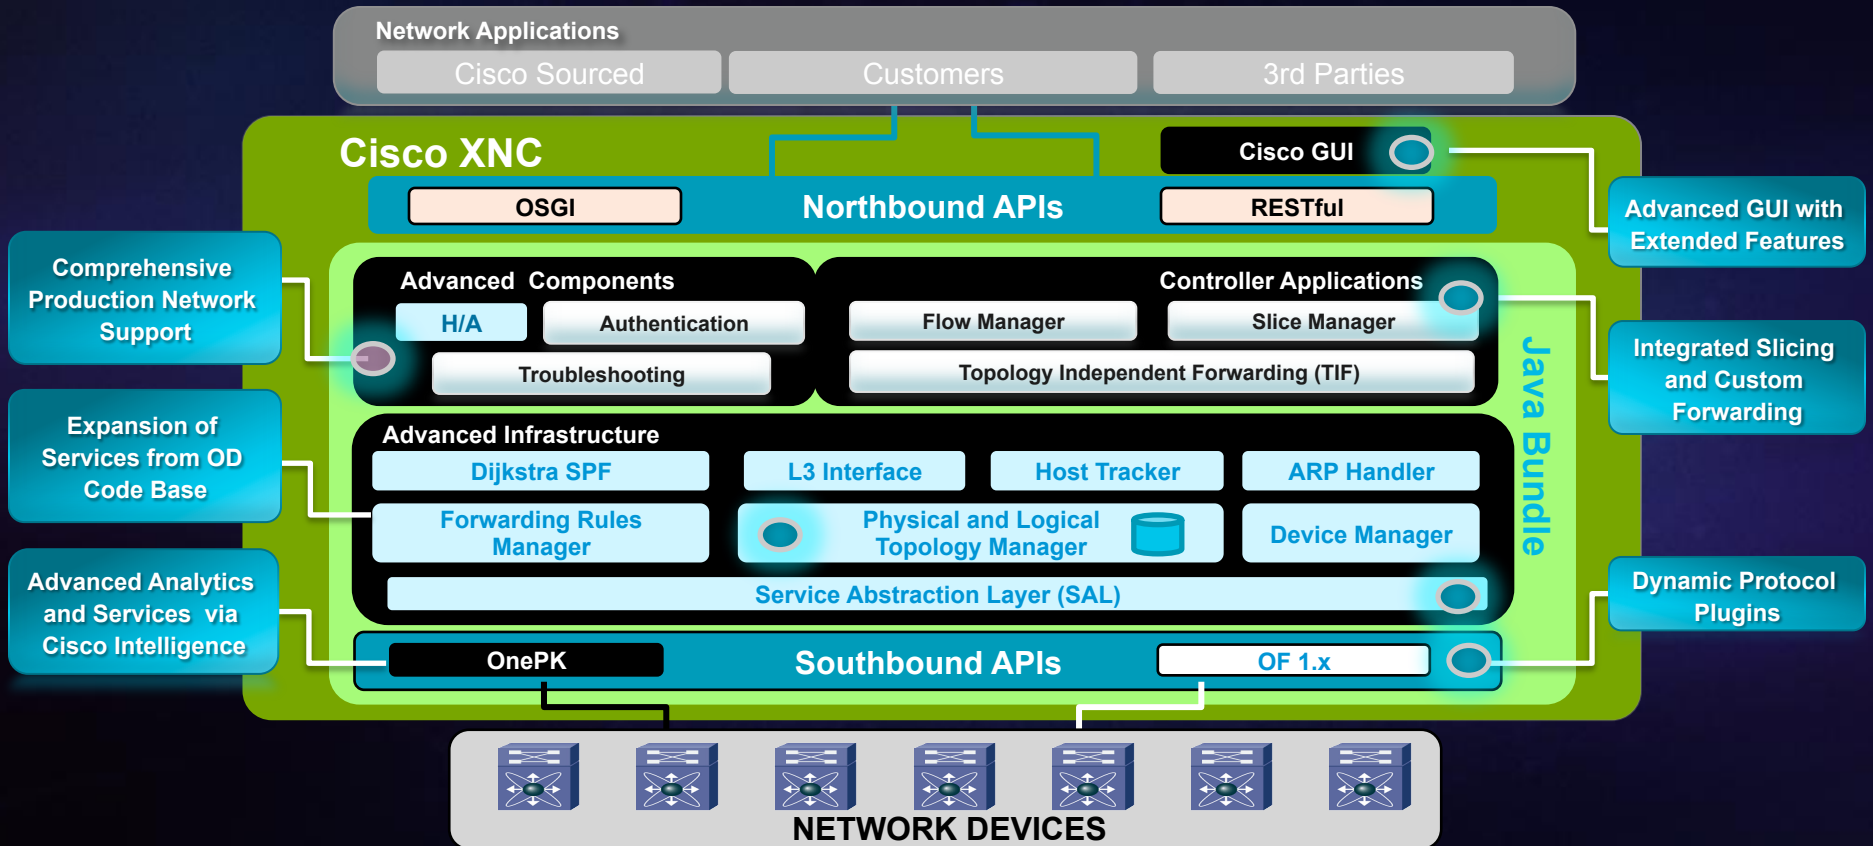 Network Applications
Cisco Sourced
Customers
3rd Parties
Cisco XNC
Cisco GUI
OSGI
Northbound APIs
RESTful
Advanced GUI with
Extended Features
Comprehensive
Production Network
Support
Advanced Components
H/A
Authentication
Troubleshooting
Controller Applications
Flow Manager
Slice Manager
Topology Independent Forwarding (TIF)
Integrated Slicing
and Custom
Forwarding
Java Bundle
Expansion of
Services from OD
Code Base
Advanced Infrastructure
Dijkstra SPF
L3 Interface
Host Tracker
ARP Handler
Forwarding Rules
Manager
Physical and Logical
Topology Manager
Device Manager
Service Abstraction Layer (SAL)
Advanced Analytics
and Services via
Cisco Intelligence
Dynamic Protocol
Plugins
OnePK
Southbound APIs
OF 1.x
NETWORK DEVICES